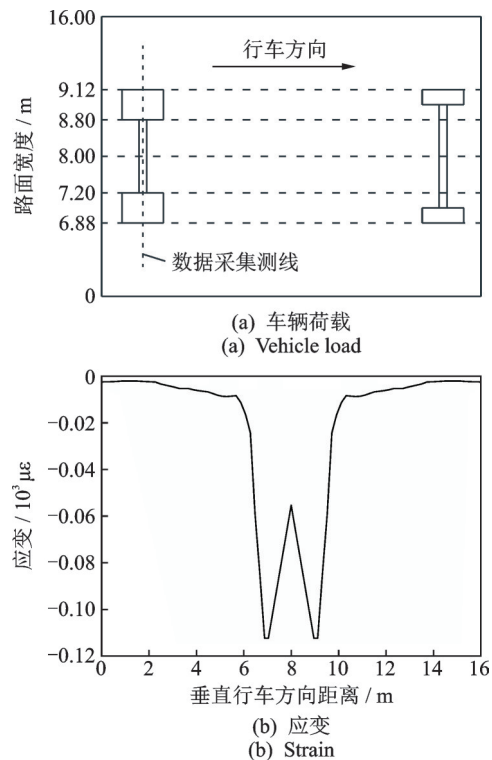 16.00
行车方向
9.12
8.80
8.00
7.20
6.88
0
路面宽度 / m
数据采集测线
(a) 车辆荷载
(a) Vehicle load
0
−0.02
−0.04
−0.06
−0.08
−0.10
−0.12
应变 / 10³ με
0 2 4 6 8 10 12 14 16
垂直行车方向距离 / m
(b) 应变
(b) Strain